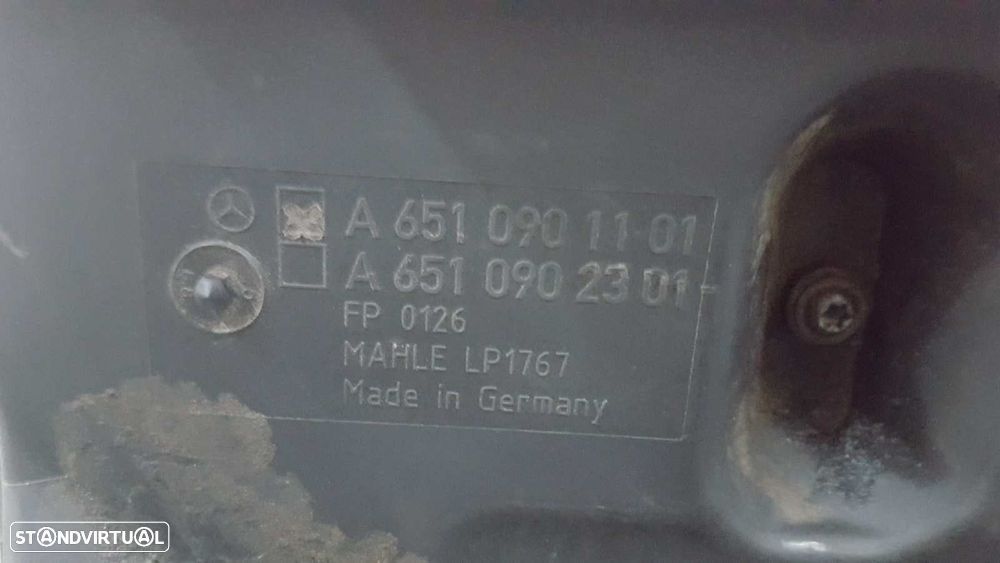 A 651 090 11 01
A 651 090 23 01
FP 0126
MAHLE LP1767
Made in Germany
STANDVIRTUAL